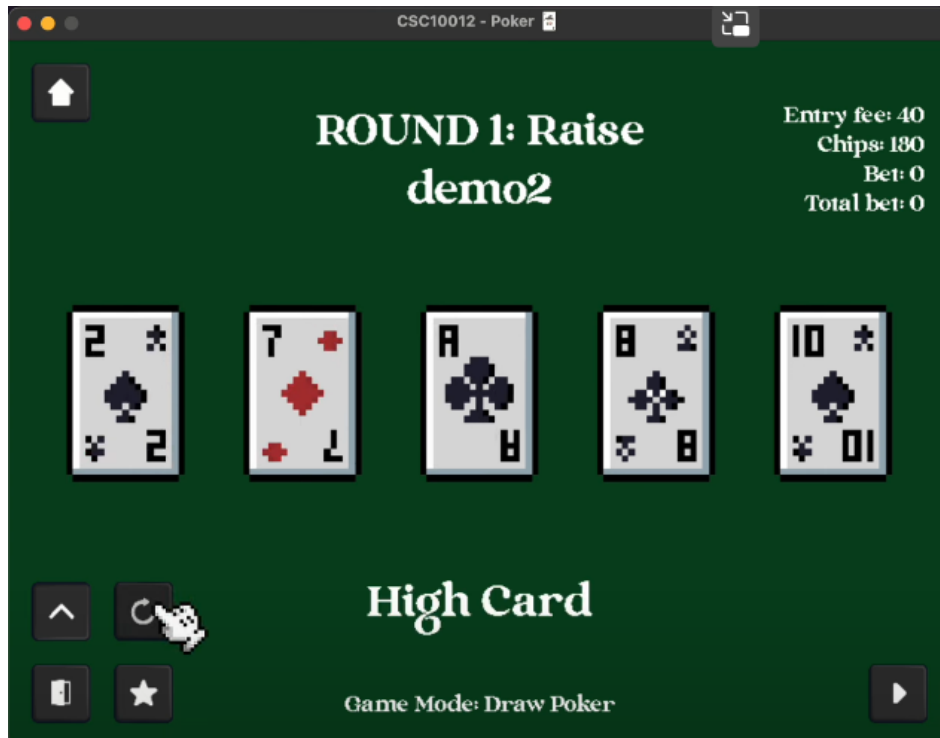 CSC10012 - Poker
ROUND 1: Raise
demo2
Entry fee: 40
Chips: 180
Bet: 0
Total bet: 0
2
2
7
7
A
A
8
8
10
10
High Card
Game Mode: Draw Poker